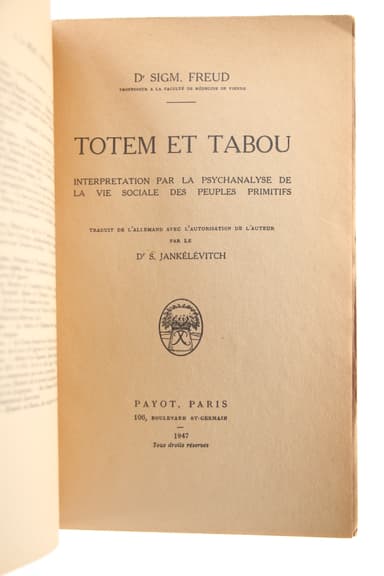 Dr SIGM. FREUD
PROFESSEUR A LA FACULTÉ DE MÉDECINE DE VIENNE
TOTEM ET TABOU
INTERPRETATION PAR LA PSYCHANALYSE DE
LA VIE SOCIALE DES PEUPLES PRIMITIFS
TRADUIT DE L'ALLEMAND AVEC L'AUTORISATION DE L'AUTEUR
PAR LE
Dr S. JANKÉLÉVITCH
PAYOT, PARIS
106, BOULEVARD ST-GERMAIN
1947
Tous droits réservés